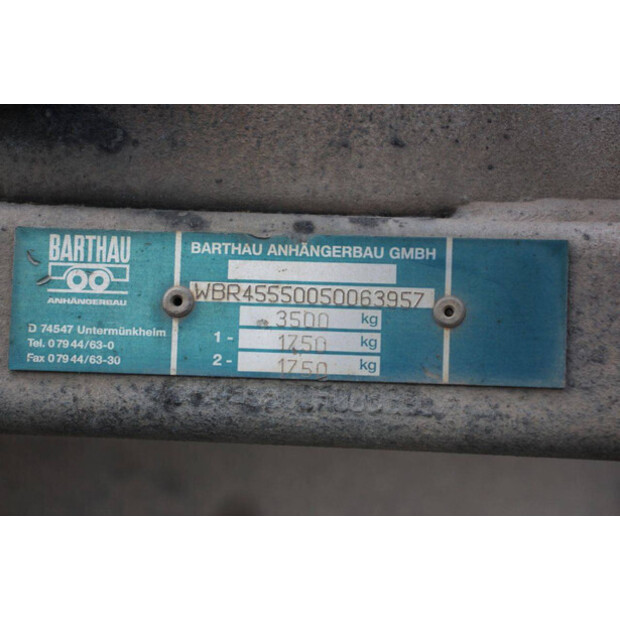 BARTHAU
ANHÄNGERBAU
D 74547 Untermünkheim
Tel. 0 79 44/63-0
Fax 0 79 44/63-30
BARTHAU ANHÄNGERBAU GMBH
WBR45550050063957
3500 kg
1- 1750 kg
2- 1750 kg